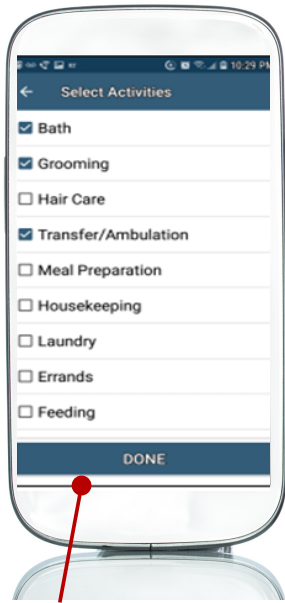 10:29 PM
Select Activities
Bath
Grooming
Hair Care
Transfer/Ambulation
Meal Preparation
Housekeeping
Laundry
Errands
Feeding
DONE